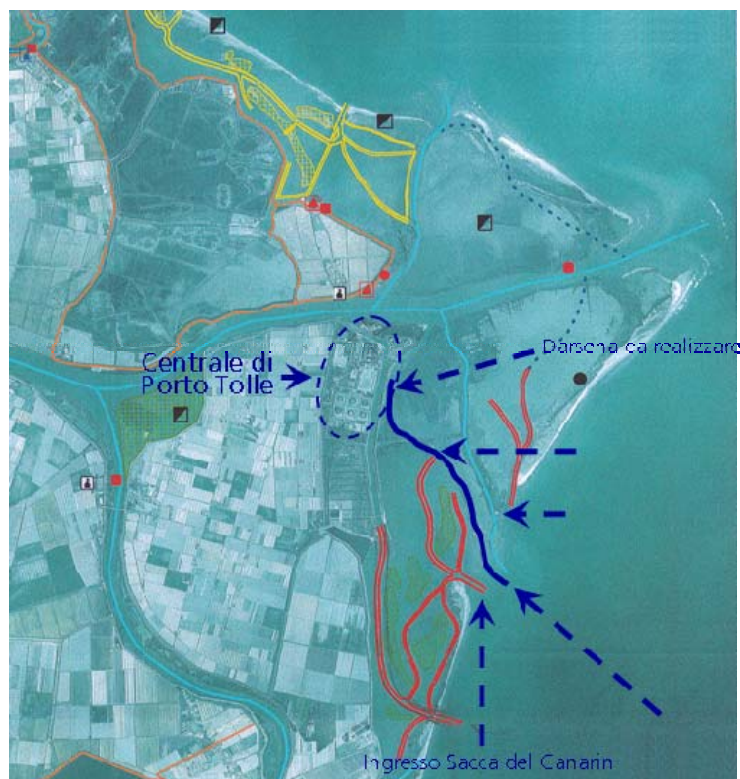 Centrale di
Porto Tolle
Darsena da realizzare
Ingresso Sacca del Canarin